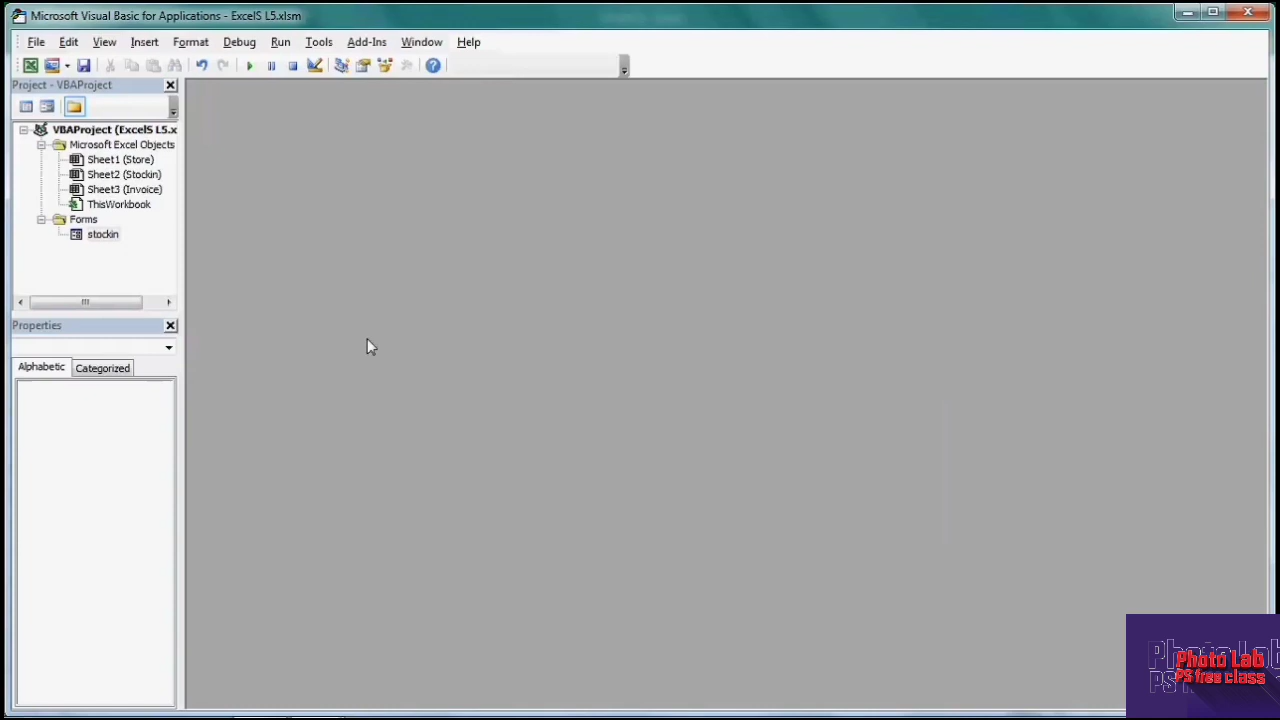 Microsoft Visual Basic for Applications - ExcelS L5.xlsm
File Edit View Insert Format Debug Run Tools Add-Ins Window Help
Project - VBAProject
VBAProject (ExcelS L5.x
Microsoft Excel Objects
Sheet1 (Store)
Sheet2 (Stockin)
Sheet3 (Invoice)
ThisWorkbook
Forms
stockin
Properties
Alphabetic Categorized
Photo Lab
PS free class